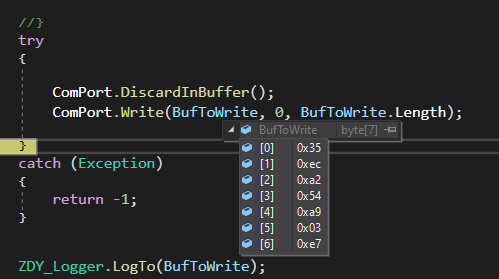 //}
try
{
ComPort.DiscardInBuffer();
ComPort.Write(BufToWrite, 0, BufToWrite.Length);
BufToWrite byte[7]
}
[0] 0x35
catch (Exception)
[1] 0xec
{
[2] 0xa2
[3] 0x54
return -1;
[4] 0xa9
}
[5] 0x03
[6] 0xe7
ZDY_Logger.LogTo(BufToWrite);